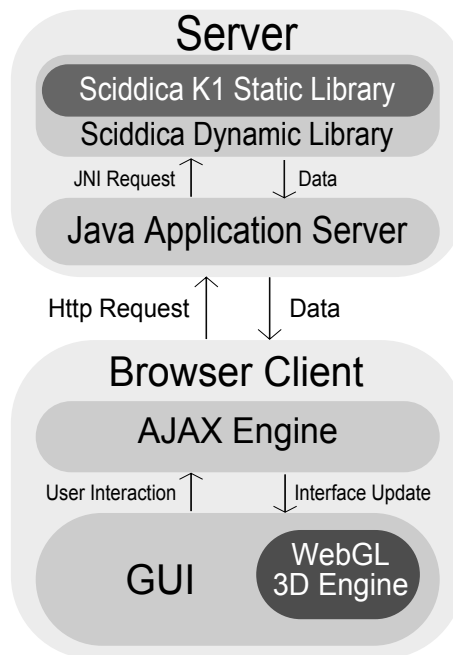 Server
Sciddica K1 Static Library
Sciddica Dynamic Library
JNI Request
Data
Java Application Server
Http Request
Data
Browser Client
AJAX Engine
User Interaction
Interface Update
GUI
WebGL
3D Engine